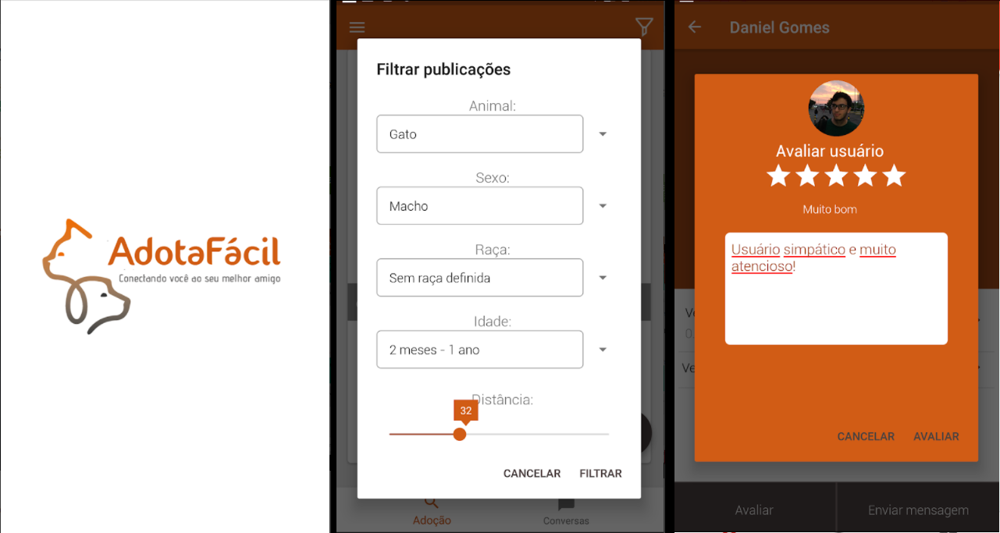 AdotaFácil
Conectando você ao seu melhor amigo
Filtrar publicações
Animal:
Gato
Sexo:
Macho
Raça:
Sem raça definida
Idade:
2 meses - 1 ano
Distância:
32
CANCELAR FILTRAR
Adoção Conversas
Daniel Gomes
Avaliar usuário
Muito bom
Usuário simpático e muito
atencioso!
0.
Ve
CANCELAR AVALIAR
Avaliar Enviar mensagem